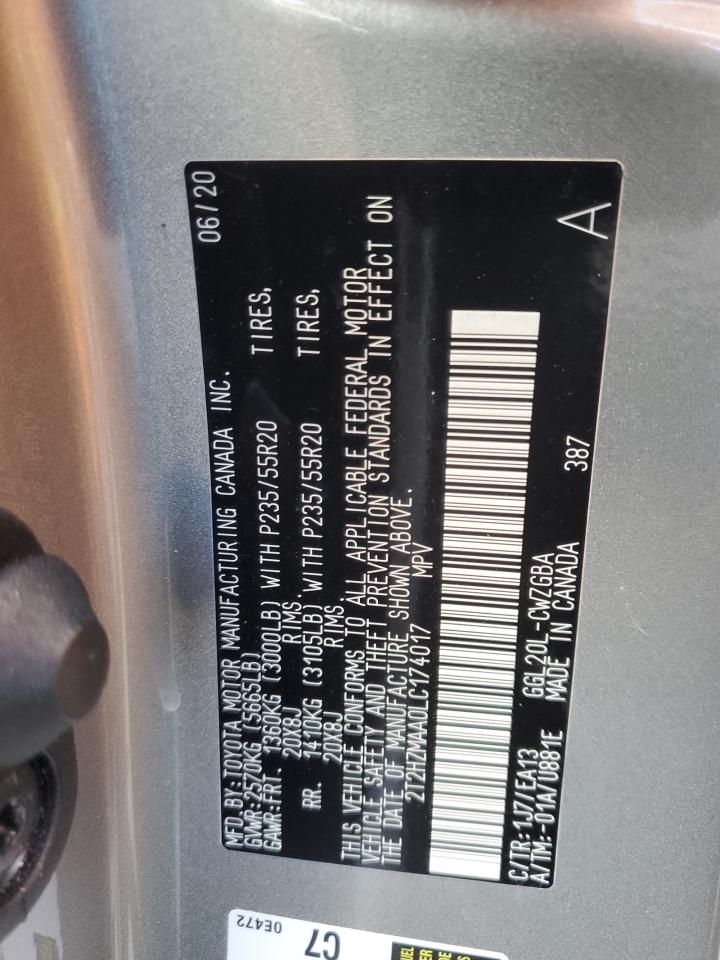 MFD. BY: TOYOTA MOTOR MANUFACTURING CANADA INC. 06/20
GVWR: 2570KG (5665LB)
GAWR: FRT. 1360KG (3000LB) WITH P235/55R20 TIRES,
20X8J RIMS
RR. 1410KG (3105LB) WITH P235/55R20 TIRES,
20X8J RIMS
THIS VEHICLE CONFORMS TO ALL APPLICABLE FEDERAL MOTOR
VEHICLE SAFETY AND THEFT PREVENTION STANDARDS IN EFFECT ON
THE DATE OF MANUFACTURE SHOWN ABOVE.
2T2HZMAA0LC174017 MPV
C/TR: 1J7/EA13 GGL20L-CWZGBA 387 A
A/TM: -01A/U881E MADE IN CANADA
0E472
C7